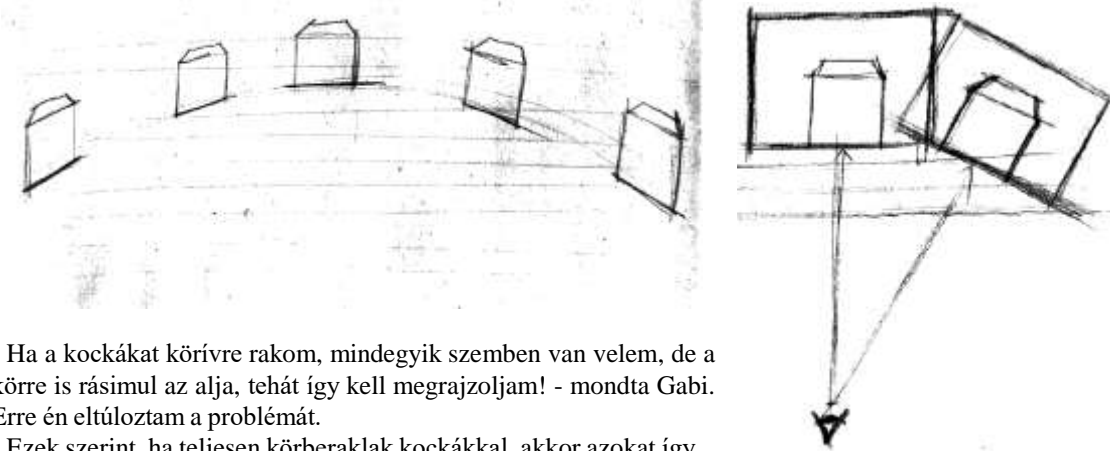 Ha a kockákat körívre rakom, mindegyik szemben van velem, de a
körre is rásimul az alja, tehát így kell megrajzoljam! - mondta Gabi.
Erre én eltúloztam a problémát.
Ezek szerint, ha teljesen körberaklak kockákkal, akkor azokat így